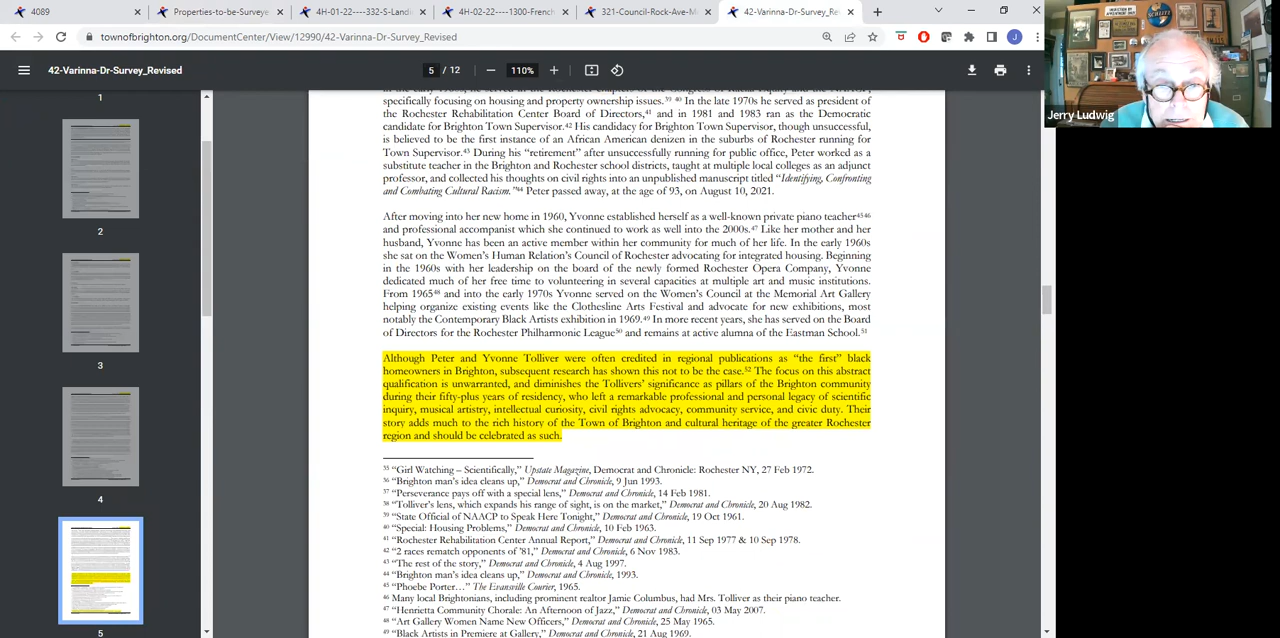 4089
Properties-to-be-Surveye
4H-01-22----332-S-Landi
4H-02-22----1300-French
321-Council-Rock-Ave-M
42-Varinna-Dr-Survey_Re
townofbrighton.org/DocumentCenter/View/12990/42-Varinna-Dr-Survey_Revised
J
42-Varinna-Dr-Survey_Revised
5 / 12
110%
Jerry Ludwig
1
2
3
4
5
specifically focusing on housing and property ownership issues.³⁹ ⁴⁰ In the late 1970s he served as president of
the Rochester Rehabilitation Center Board of Directors,⁴¹ and in 1981 and 1983 ran as the Democratic
candidate for Brighton Town Supervisor.⁴² His candidacy for Brighton Town Supervisor, though unsuccessful,
is believed to be the first instance of an African American denizen in the suburbs of Rochester running for
Town Supervisor.⁴³ During his “retirement” after unsuccessfully running for public office, Peter worked as a
substitute teacher in the Brighton and Rochester school districts, taught at multiple local colleges as an adjunct
professor, and collected his thoughts on civil rights into an unpublished manuscript titled “Identifying, Confronting
and Combating Cultural Racism.”⁴⁴ Peter passed away, at the age of 93, on August 10, 2021.
After moving into her new home in 1960, Yvonne established herself as a well-known private piano teacher⁴⁵⁴⁶
and professional accompanist which she continued to work as well into the 2000s.⁴⁷ Like her mother and her
husband, Yvonne has been an active member within her community for much of her life. In the early 1960s
she sat on the Women’s Human Relation’s Council of Rochester advocating for integrated housing. Beginning
in the 1960s with her leadership on the board of the newly formed Rochester Opera Company, Yvonne
dedicated much of her free time to volunteering in several capacities at multiple art and music institutions.
From 1965⁴⁸ and into the early 1970s Yvonne served on the Women’s Council at the Memorial Art Gallery
helping organize existing events like the Clothesline Arts Festival and advocate for new exhibitions, most
notably the Contemporary Black Artists exhibition in 1969.⁴⁹ In more recent years, she has served on the Board
of Directors for the Rochester Philharmonic League⁵⁰ and remains at active alumna of the Eastman School.⁵¹
Although Peter and Yvonne Tolliver were often credited in regional publications as “the first” black
homeowners in Brighton, subsequent research has shown this not to be the case.⁵² The focus on this abstract
qualification is unwarranted, and diminishes the Tollivers’ significance as pillars of the Brighton community
during their fifty-plus years of residency, who left a remarkable professional and personal legacy of scientific
inquiry, musical artistry, intellectual curiosity, civil rights advocacy, community service, and civic duty. Their
story adds much to the rich history of the Town of Brighton and cultural heritage of the greater Rochester
region and should be celebrated as such.
³⁵ “Girl Watching – Scientifically,” Upstate Magazine, Democrat and Chronicle: Rochester NY, 27 Feb 1972.
³⁶ “Brighton man’s idea cleans up,” Democrat and Chronicle, 9 Jun 1993.
³⁷ “Perseverance pays off with a special lens,” Democrat and Chronicle, 14 Feb 1981.
³⁸ “Tolliver’s lens, which expands his range of sight, is on the market,” Democrat and Chronicle, 20 Aug 1982.
³⁹ “State Official of NAACP to Speak Here Tonight,” Democrat and Chronicle, 19 Oct 1961.
⁴⁰ “Special: Housing Problems,” Democrat and Chronicle, 10 Feb 1963.
⁴¹ “Rochester Rehabilitation Center Annual Report,” Democrat and Chronicle, 11 Sep 1977 & 10 Sep 1978.
⁴² “2 races rematch opponents of ’81,” Democrat and Chronicle, 6 Nov 1983.
⁴³ “The rest of the story,” Democrat and Chronicle, 4 Aug 1997.
⁴⁴ “Brighton man’s idea cleans up,” Democrat and Chronicle, 1993.
⁴⁵ “Phoebe Porter…” The Evansville Courier, 1965.
⁴⁶ Many local Brightonians, including prominent realtor Jamie Columbus, had Mrs. Tolliver as their piano teacher.
⁴⁷ “Henrietta Community Chorale: An Afternoon of Jazz,” Democrat and Chronicle, 03 May 2007.
⁴⁸ “Art Gallery Women Name New Officers,” Democrat and Chronicle, 25 May 1965.
⁴⁹ “Black Artists in Premiere at Gallery,” Democrat and Chronicle, 21 Aug 1969.